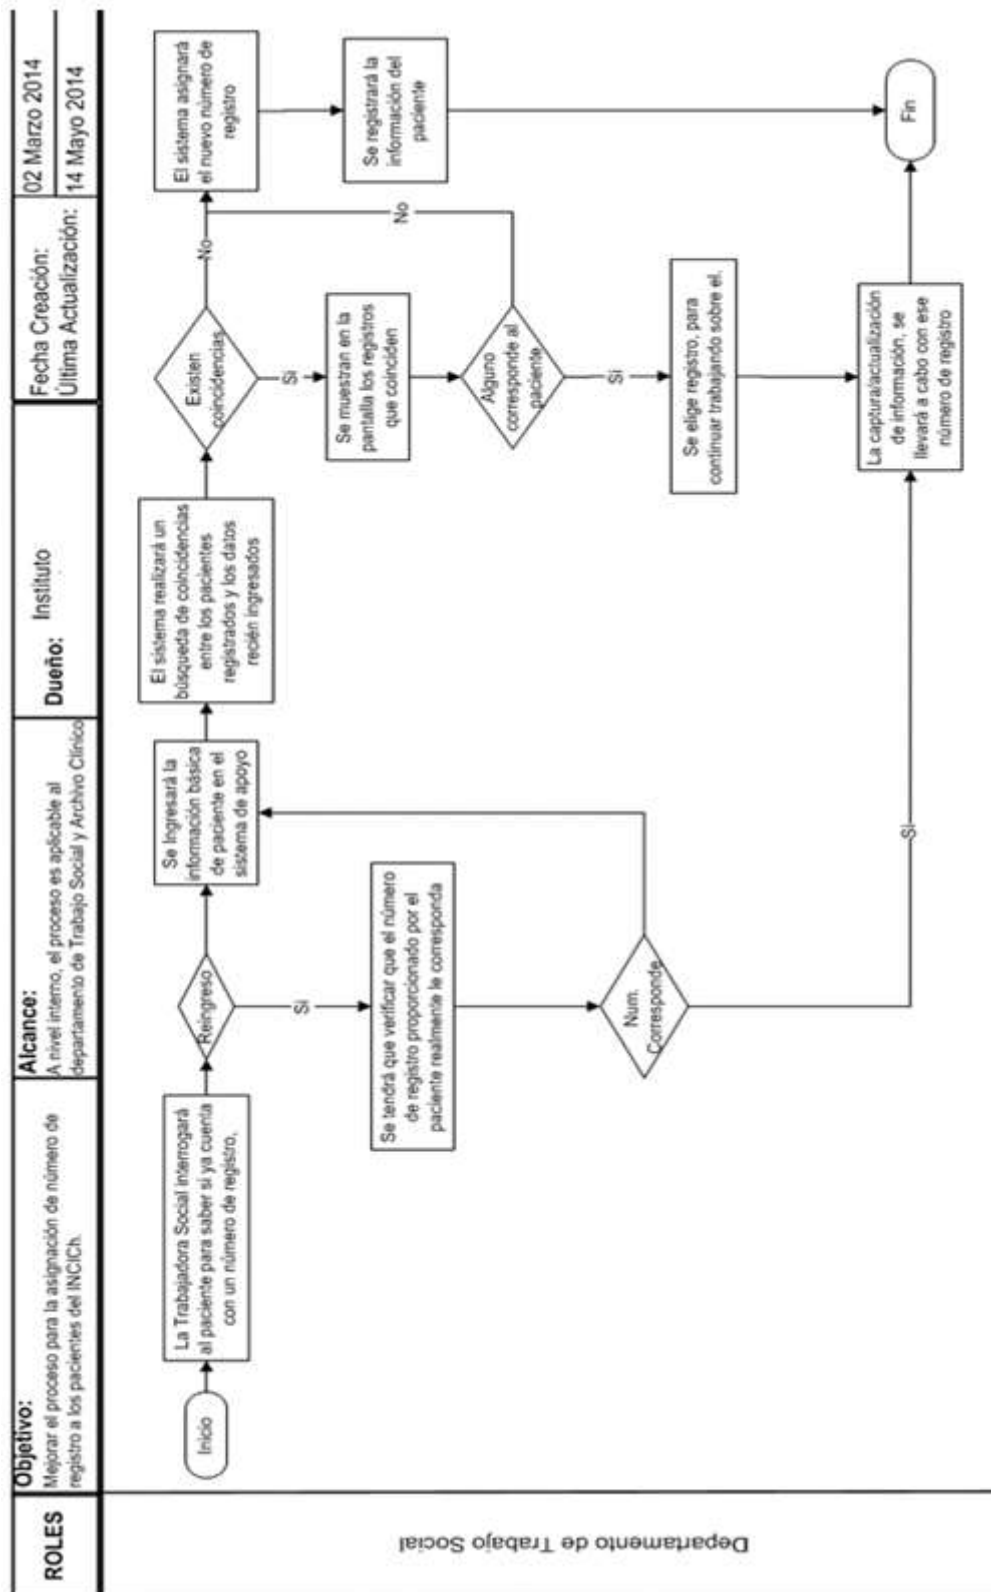 ROLES
Objetivo:
Mejorar el proceso para la asignación de número de
registro a los pacientes del INCICh.
Alcance:
A nivel interno, el proceso es aplicable al
departamento de Trabajo Social y Archivo Clínico
Dueño: Instituto
Fecha Creación: 02 Marzo 2014
Última Actualización: 14 Mayo 2014
Departamento de Trabajo Social
Inicio
La Trabajadora Social interrogará
al paciente para saber si ya cuenta
con un número de registro,
Reingreso
Si
Se Ingresará la
información básica
de paciente en el
sistema de apoyo
El sistema realizará un
búsqueda de coincidencias
entre los pacientes
registrados y los datos
recién ingresados
Existen
coincidencias
No
El sistema asignará
el nuevo número de
registro
Se registrará la
información del
paciente
Si
Se muestran en la
pantalla los registros
que coinciden
Alguno
corresponde al
paciente
No
Si
Se elige registro, para
continuar trabajando sobre el.
Se tendrá que verificar que el número
de registro proporcionado por el
paciente realmente le corresponda
Num.
Corresponde
Si
La captura/actualización
de información, se
llevará a cabo con ese
número de registro
Fin